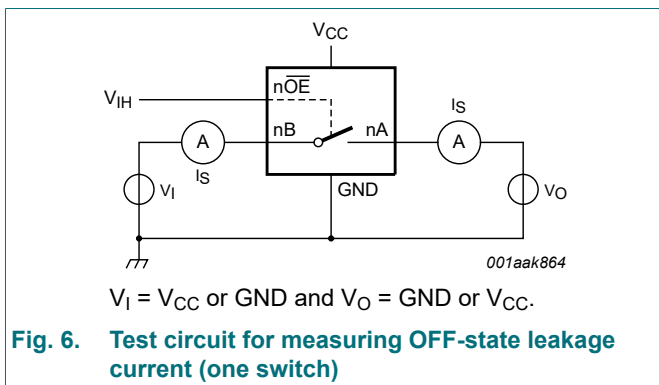 VCC
nOE
VIH
nB
nA
IS
A
A
IS
VI
GND
VO
001aak864
VI = VCC or GND and VO = GND or VCC.
Fig. 6. Test circuit for measuring OFF-state leakage
current (one switch)